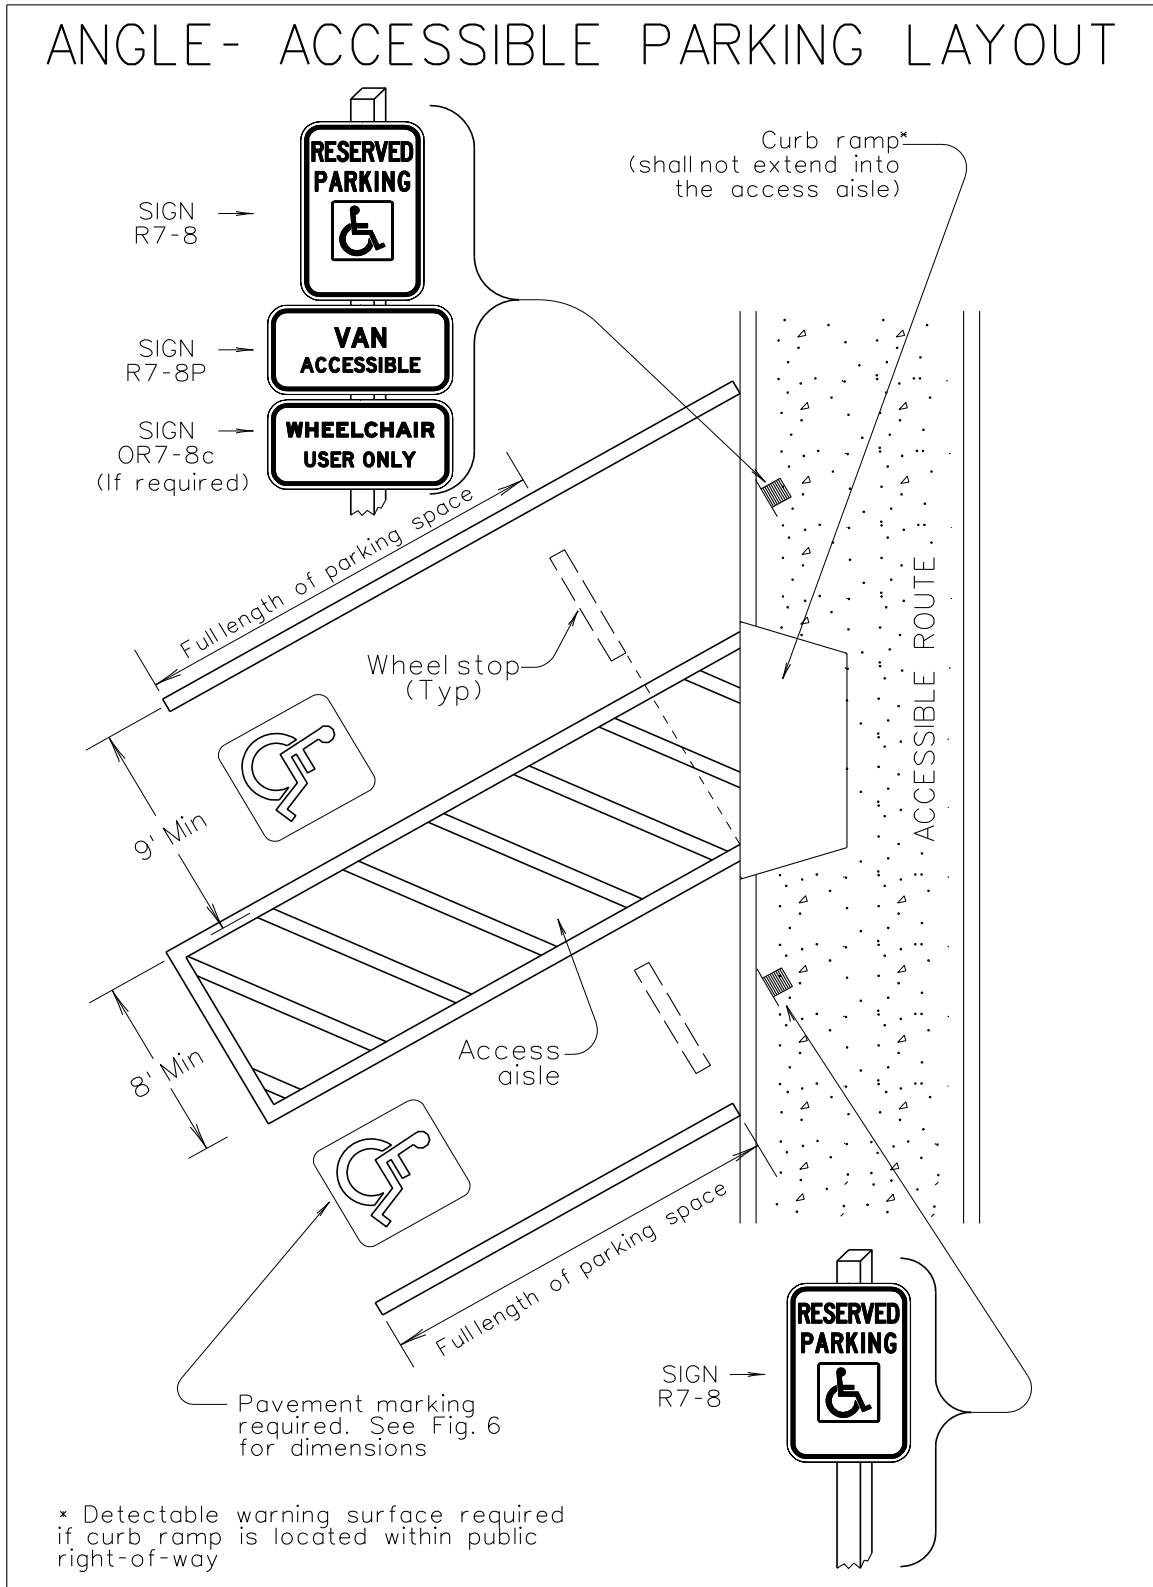 ANGLE- ACCESSIBLE PARKING LAYOUT
RESERVED
PARKING
SIGN
R7-8
VAN
ACCESSIBLE
SIGN
R7-8P
WHEELCHAIR
USER ONLY
SIGN
OR7-8c
(If required)
Curb ramp*
(shall not extend into
the access aisle)
Full length of parking space
Wheel stop
(Typ)
ACCESSIBLE ROUTE
9' Min
8' Min
Access
aisle
Full length of parking space
Pavement marking
required. See Fig. 6
for dimensions
SIGN
R7-8
RESERVED
PARKING
* Detectable warning surface required
if curb ramp is located within public
right-of-way